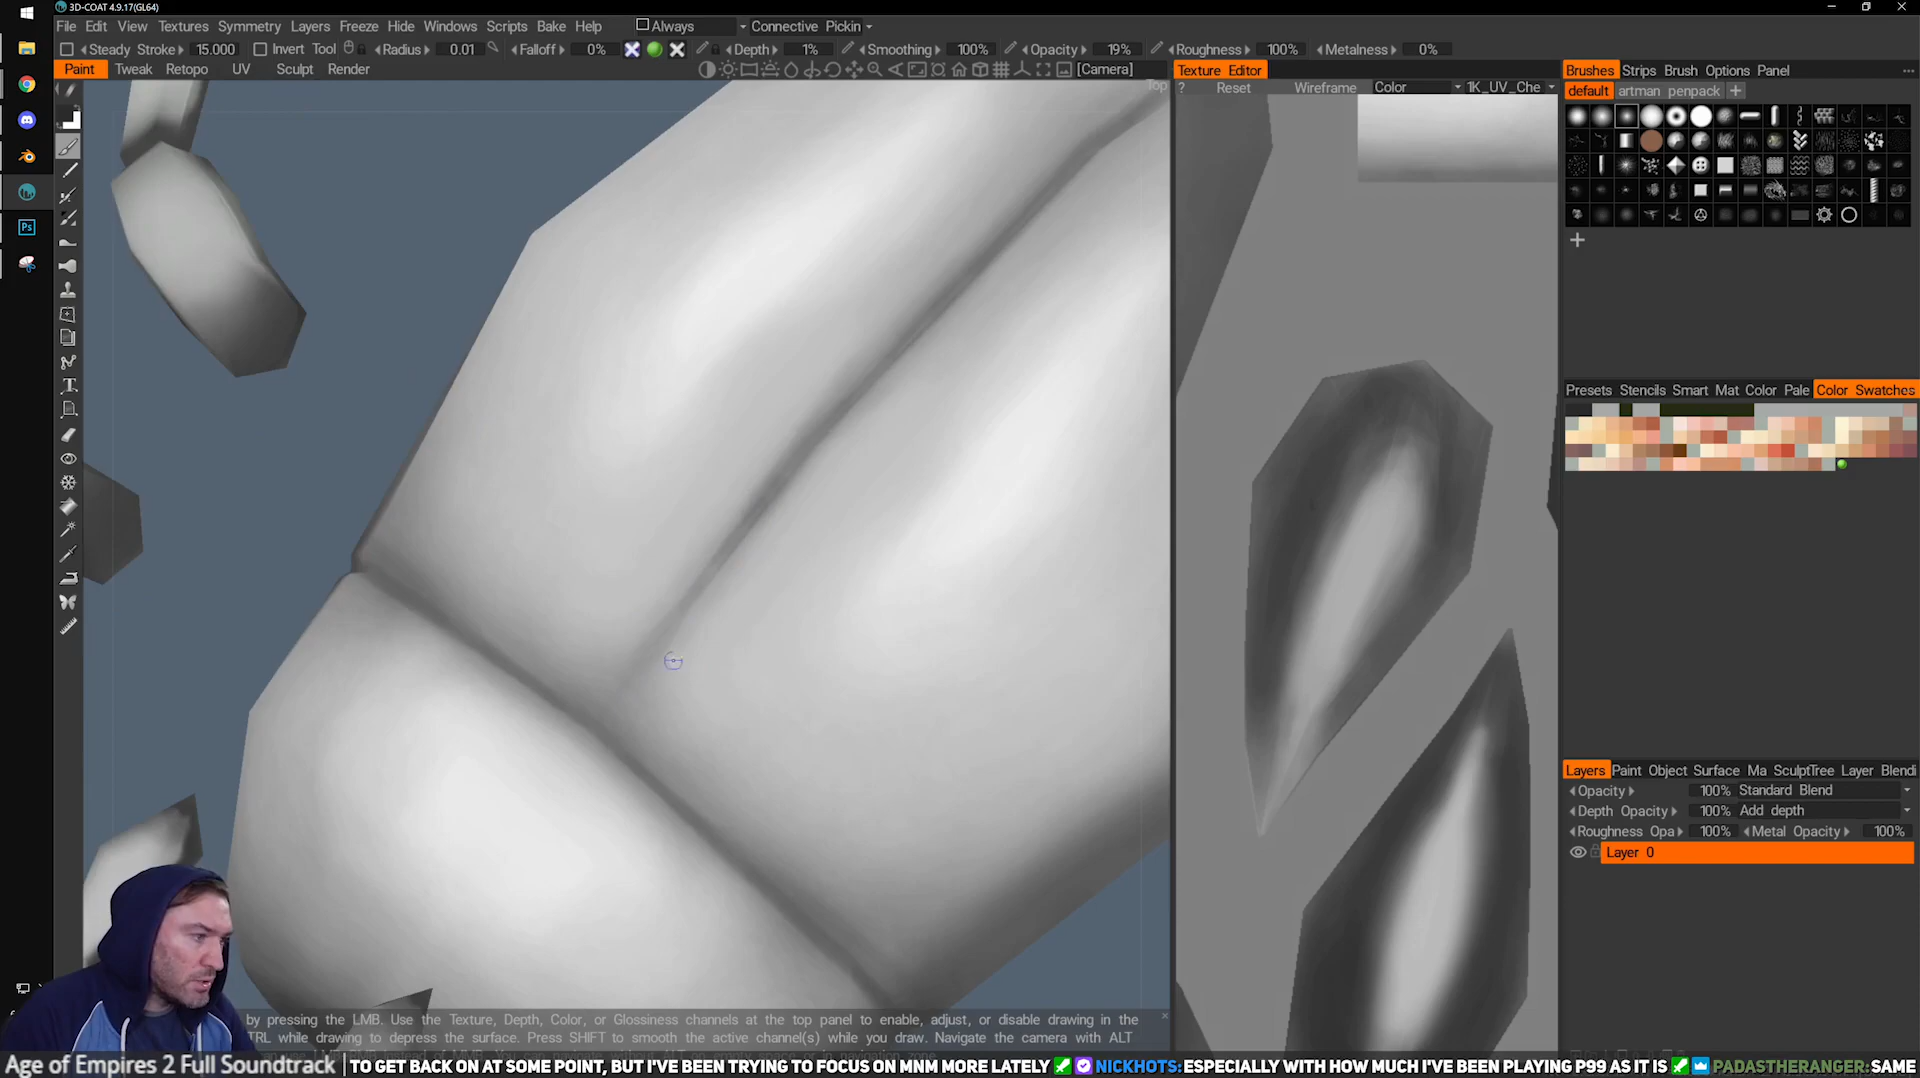 3D-COAT 4.9.17(GL64)
File Edit View Textures Symmetry Layers Freeze Hide Windows Scripts Bake Help Always Connective Pickin
Steady Stroke 15.000 Invert Tool Radius 0.01 Falloff 0% Depth 1% Smoothing 100% Opacity 19% Roughness 100% Metalness 0%
Paint Tweak Retopo UV Sculpt Render [Camera] Texture Editor Brushes Strips Brush Options Panel
Top ? Reset Wireframe Color 1K_UV_Che default artman penpack
Presets Stencils Smart Mat Color Pale Color Swatches
Layers Paint Object Surface Ma SculptTree Layer Blendi
Opacity 100% Standard Blend
Depth Opacity 100% Add depth
Roughness Opa 100% Metal Opacity 100%
Layer 0
by pressing the LMB. Use the Texture, Depth, Color, or Glossiness channels at the top panel to enable, adjust, or disable drawing in the
TRL while drawing to depress the surface. Press SHIFT to smooth the active channel(s) while you draw. Navigate the camera with ALT
Age of Empires 2 Full Soundtrack TO GET BACK ON AT SOME POINT, BUT I'VE BEEN TRYING TO FOCUS ON MNM MORE LATELY NICKHOTS: ESPECIALLY WITH HOW MUCH I'VE BEEN PLAYING P99 AS IT IS PADASTHERANGER: SAME